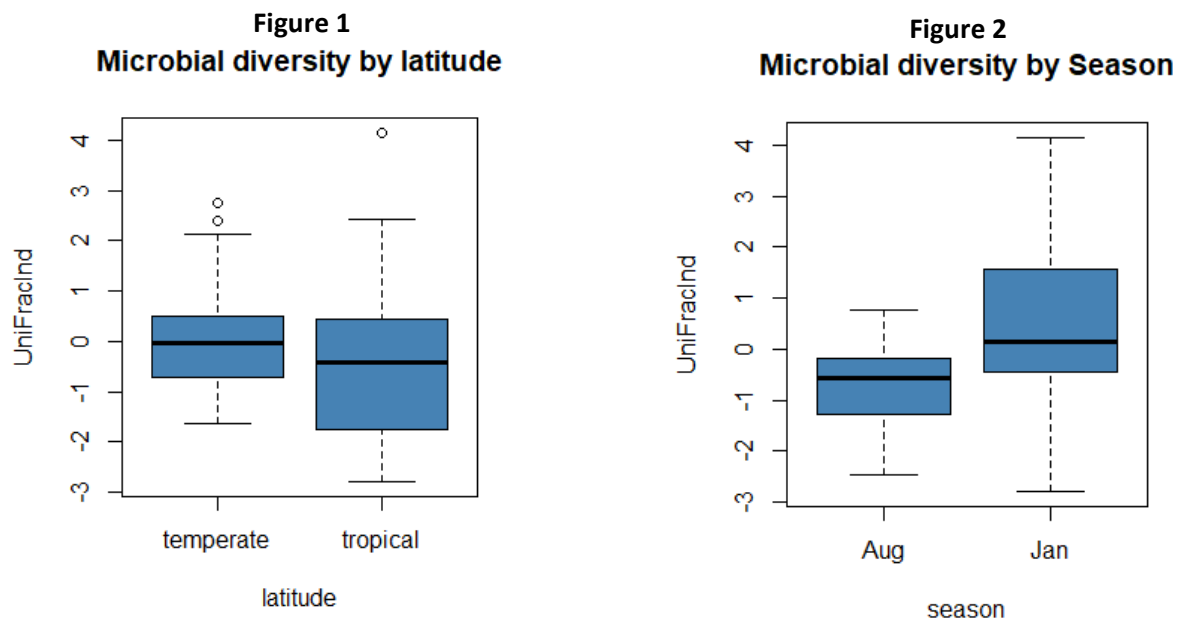 Figure 1
Microbial diversity by latitude
UniFracInd
4
3
2
1
0
-1
-2
-3
temperate
tropical
latitude
Figure 2
Microbial diversity by Season
UniFracInd
4
3
2
1
0
-1
-2
-3
Aug
Jan
season